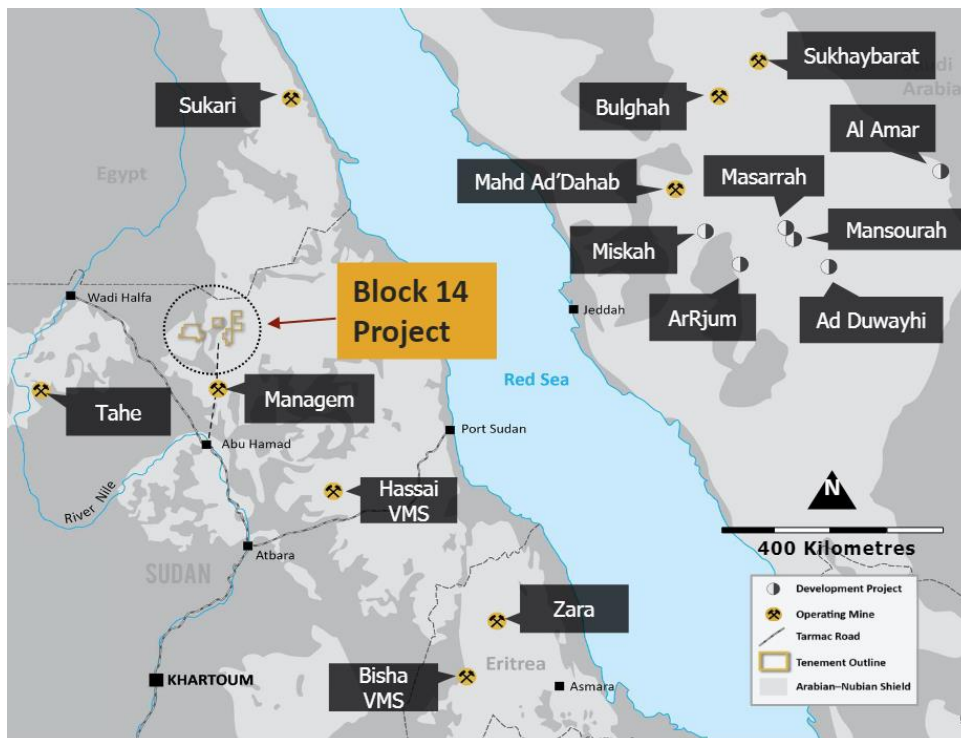 Sukhaybarat
Saudi
Arabia
Sukari
Bulghah
Al Amar
Egypt
Mahd Ad'Dahab
Masarrah
Miskah
Mansourah
Block 14
Project
Wadi Halfa
Jeddah
ArRjum
Ad Duwayhi
Red Sea
Tahe
Managem
Port Sudan
Abu Hamad
N
River Nile
Hassai
VMS
400 Kilometres
Atbara
SUDAN
Development Project
Zara
Operating Mine
Tarmac Road
Eritrea
Tenement Outline
KHARTOUM
Bisha
VMS
Asmara
Arabian–Nubian Shield